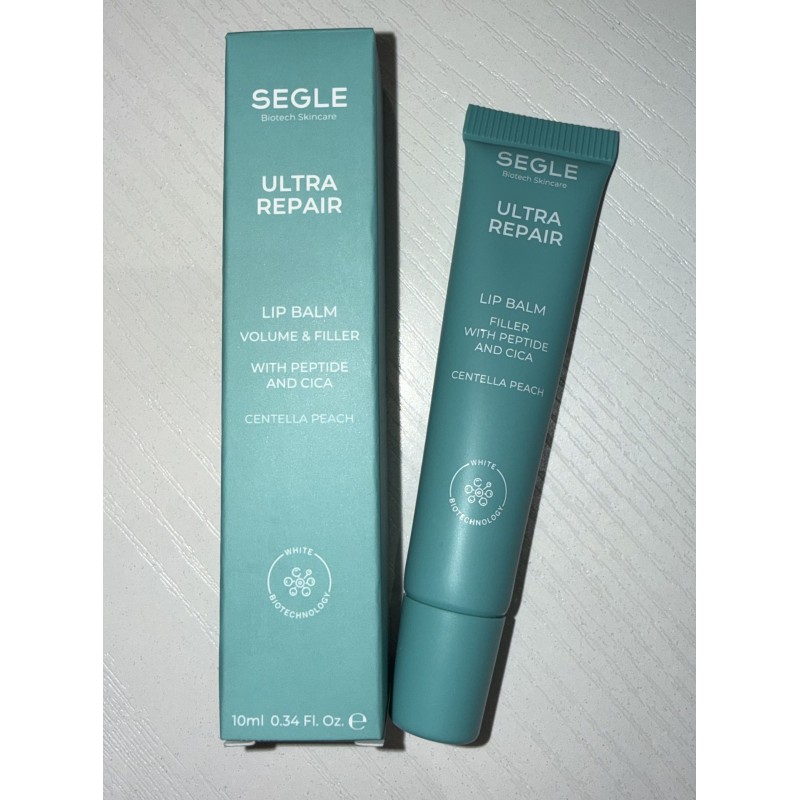 SEGLE
Biotech Skincare
ULTRA
REPAIR
LIP BALM
VOLUME & FILLER
WITH PEPTIDE
AND CICA
CENTELLA PEACH
WHITE
BIOTECHNOLOGY
10ml 0.34 Fl. Oz. ℮
SEGLE
Biotech Skincare
ULTRA
REPAIR
LIP BALM
FILLER
WITH PEPTIDE
AND CICA
CENTELLA PEACH
WHITE
BIOTECHNOLOGY